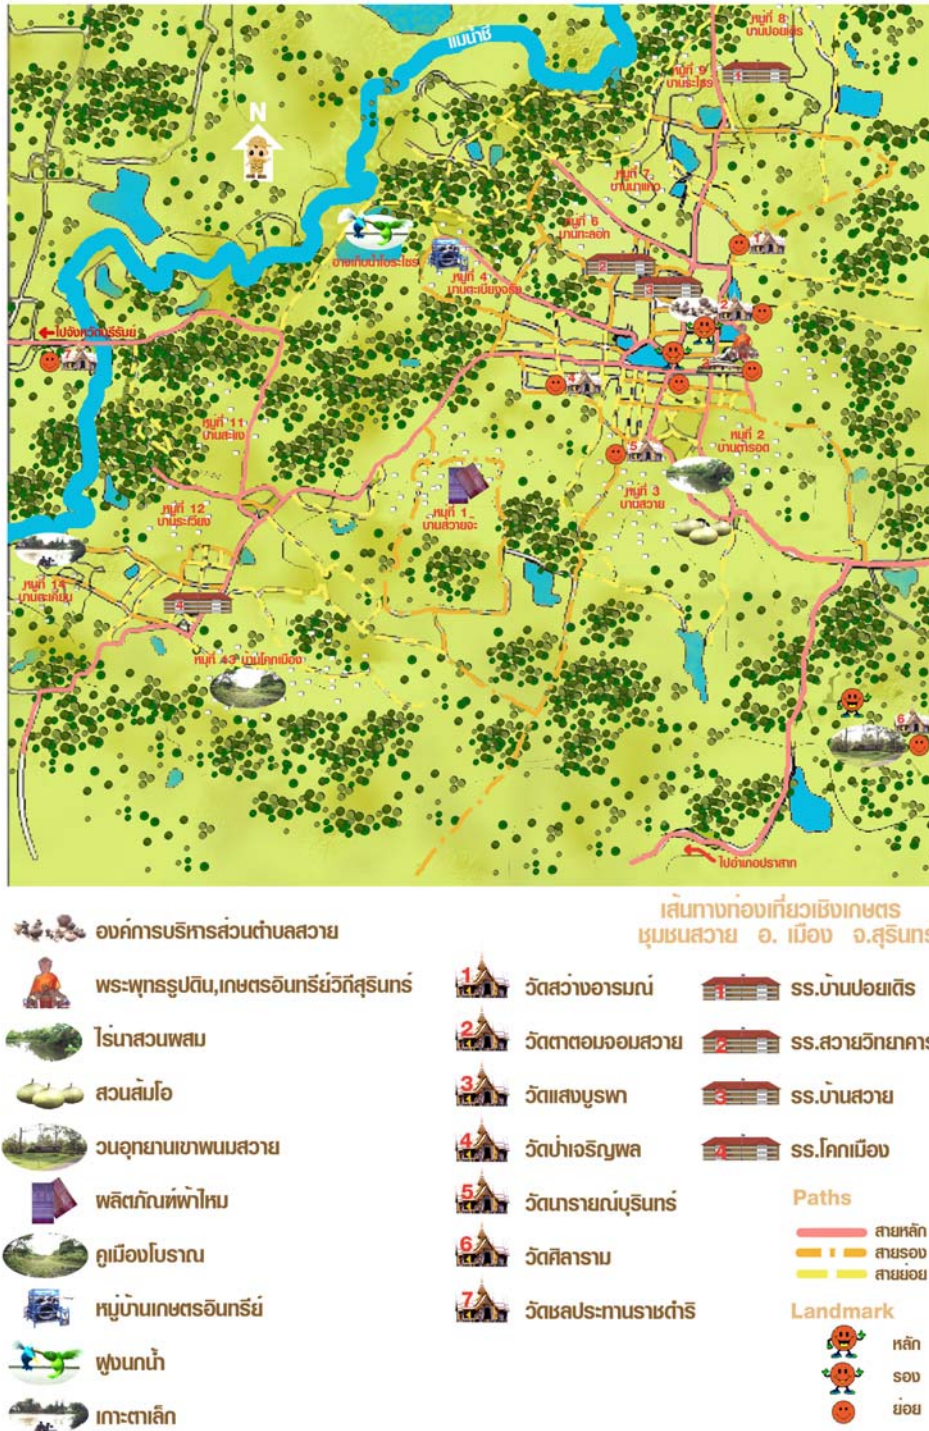 แม่น้ำชี
N
หมู่ที่ 8
บ้านปอยเดิร
หมู่ที่ 9
บ้านระไซร
1
หมู่ที่ 7
บ้านนาแห้ว
หมู่ที่ 6
บ้านทะลอก
อ่างเก็บน้ำโอระไซร
หมู่ที่ 4
2
3
1
2
3
4
5
ไปจังหวัดบุรีรัมย์
7
หมู่ที่ 11
บ้านสะแง
หมู่ที่ 2
บ้านตำรอด
หมู่ที่ 3
บ้านสวาย
หมู่ที่ 1
บ้านสวายจะ
หมู่ที่ 12
บ้านระเวียง
หมู่ที่ 14
บ้านตะเคียน
4
หมู่ที่ 13 บ้านโคกเมือง
6
ไปอำเภอปราสาท
เส้นทางท่องเที่ยวเชิงเกษตร
ชุมชนสวาย อ. เมือง จ.สุรินทร์
องค์การบริหารส่วนตำบลสวาย
พระพุทธรูปดิน,เกษตรอินทรีย์วิถีสุรินทร์
ไร่นาสวนผสม
สวนส้มโอ
วนอุทยานเขาพนมสวาย
ผลิตภัณฑ์ผ้าไหม
คูเมืองโบราณ
หมู่บ้านเกษตรอินทรีย์
ฝูงนกน้ำ
เกาะตาเล็ก
1 วัดสว่างอารมณ์
2 วัดตาตอมจอมสวาย
3 วัดแสงบูรพา
4 วัดป่าเจริญผล
5 วัดนารายณ์บุรินทร์
6 วัดศิลาราม
7 วัดชลประทานราชดำริ
1 รร.บ้านปอยเดิร
2 รร.สวายวิทยาคาร
3 รร.บ้านสวาย
4 รร.โคกเมือง
Paths
สายหลัก
สายรอง
สายย่อย
Landmark
หลัก
รอง
ย่อย